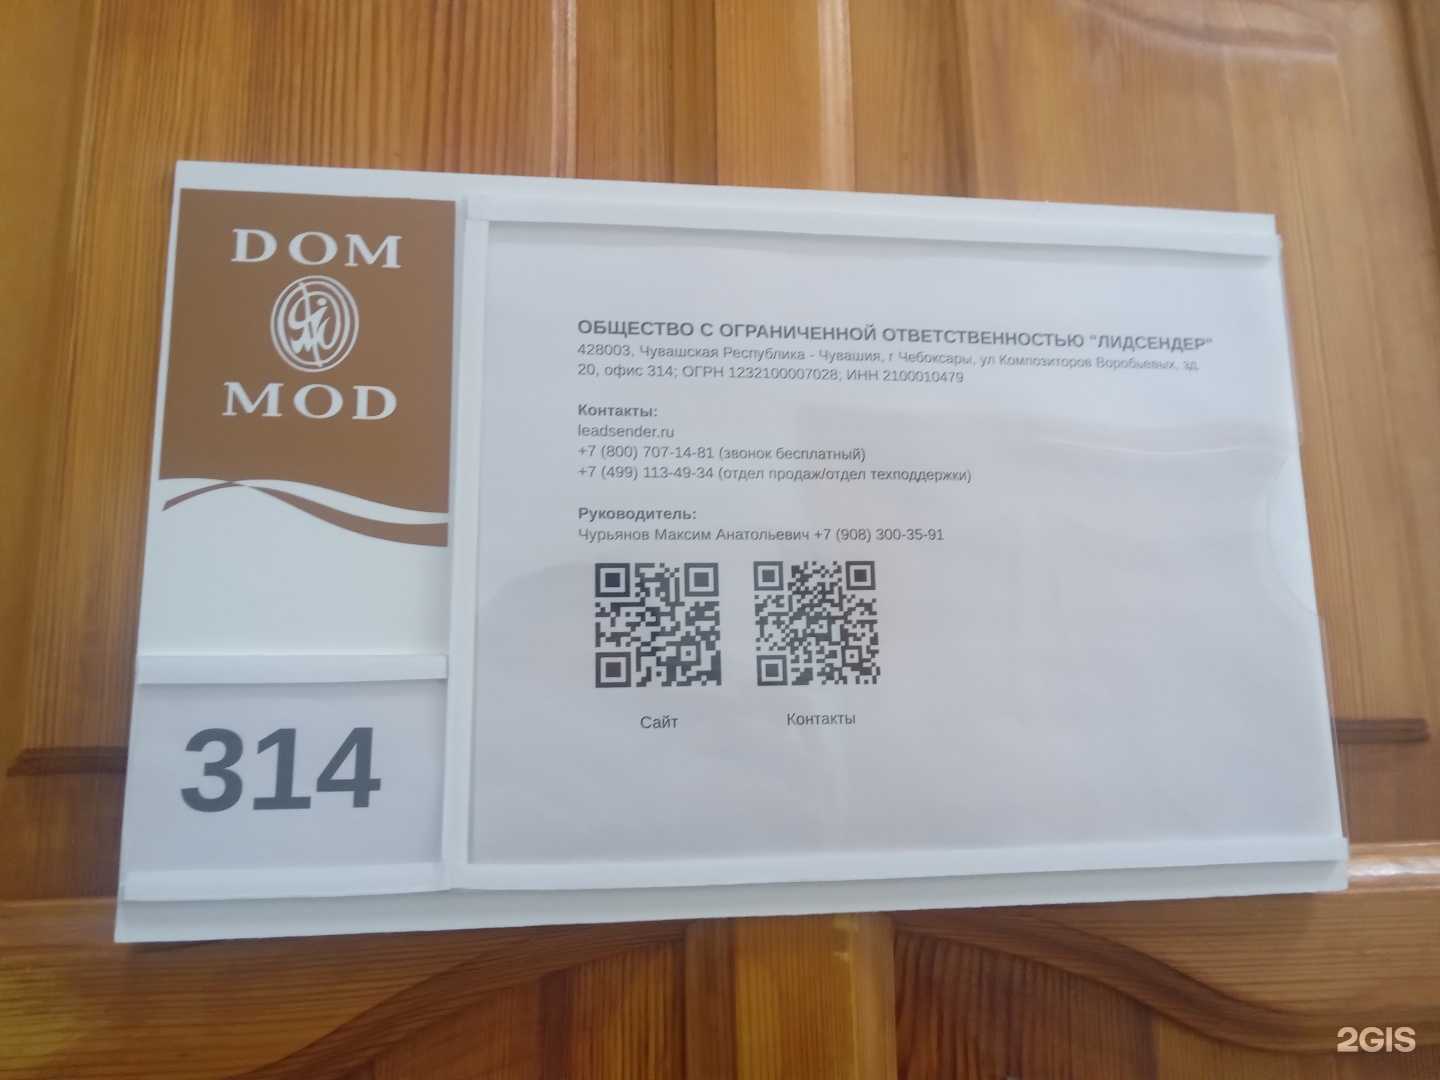 DOM
MOD
314
ОБЩЕСТВО С ОГРАНИЧЕННОЙ ОТВЕТСТВЕННОСТЬЮ "ЛИДСЕНДЕР"
428003, Чувашская Республика - Чувашия, г Чебоксары, ул Композиторов Воробьевых, зд.
20, офис 314; ОГРН 1232100007028; ИНН 2100010479
Контакты:
leadsender.ru
+7 (800) 707-14-81 (звонок бесплатный)
+7 (499) 113-49-34 (отдел продаж/отдел техподдержки)
Руководитель:
Чурьянов Максим Анатольевич +7 (908) 300-35-91
Сайт Контакты
2GIS